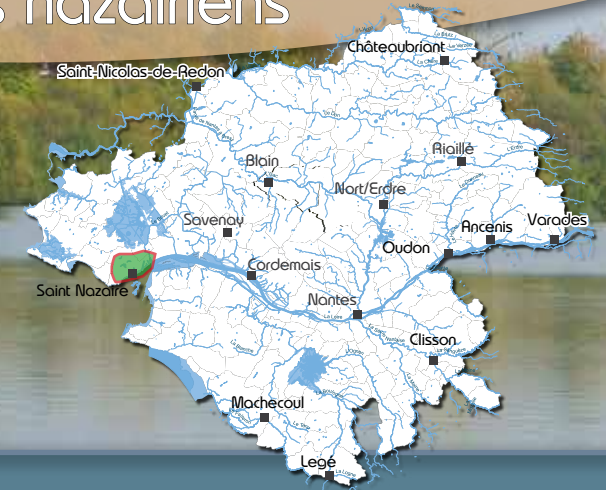 s nazairiens
Châteaubriant
Saint-Nicolas-de-Redon
Riaillé
Blain
Nort/Erdre
Savenay
Ancenis
Varades
Oudon
Cordemais
Saint Nazaire
Nantes
La Loire
Clisson
Machecoul
Legé